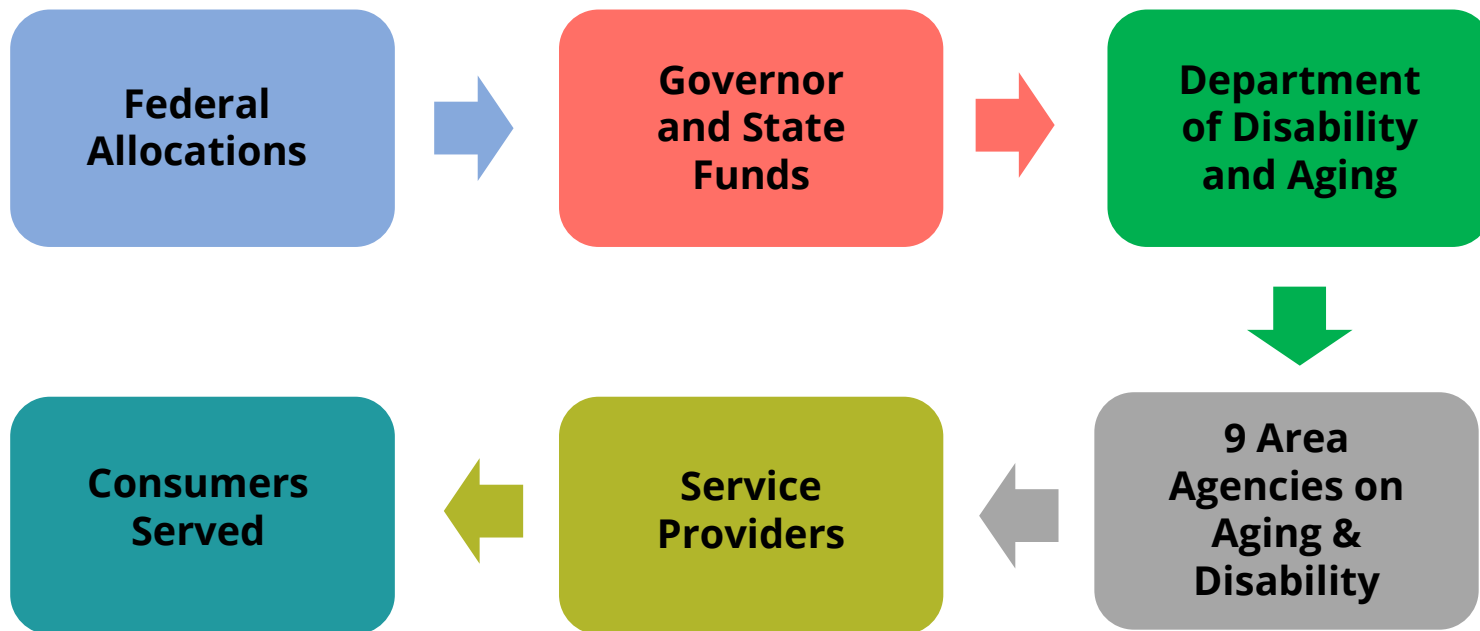 Federal
Allocations
Governor
and State
Funds
Department
of Disability
and Aging
9 Area
Agencies on
Aging &
Disability
Service
Providers
Consumers
Served